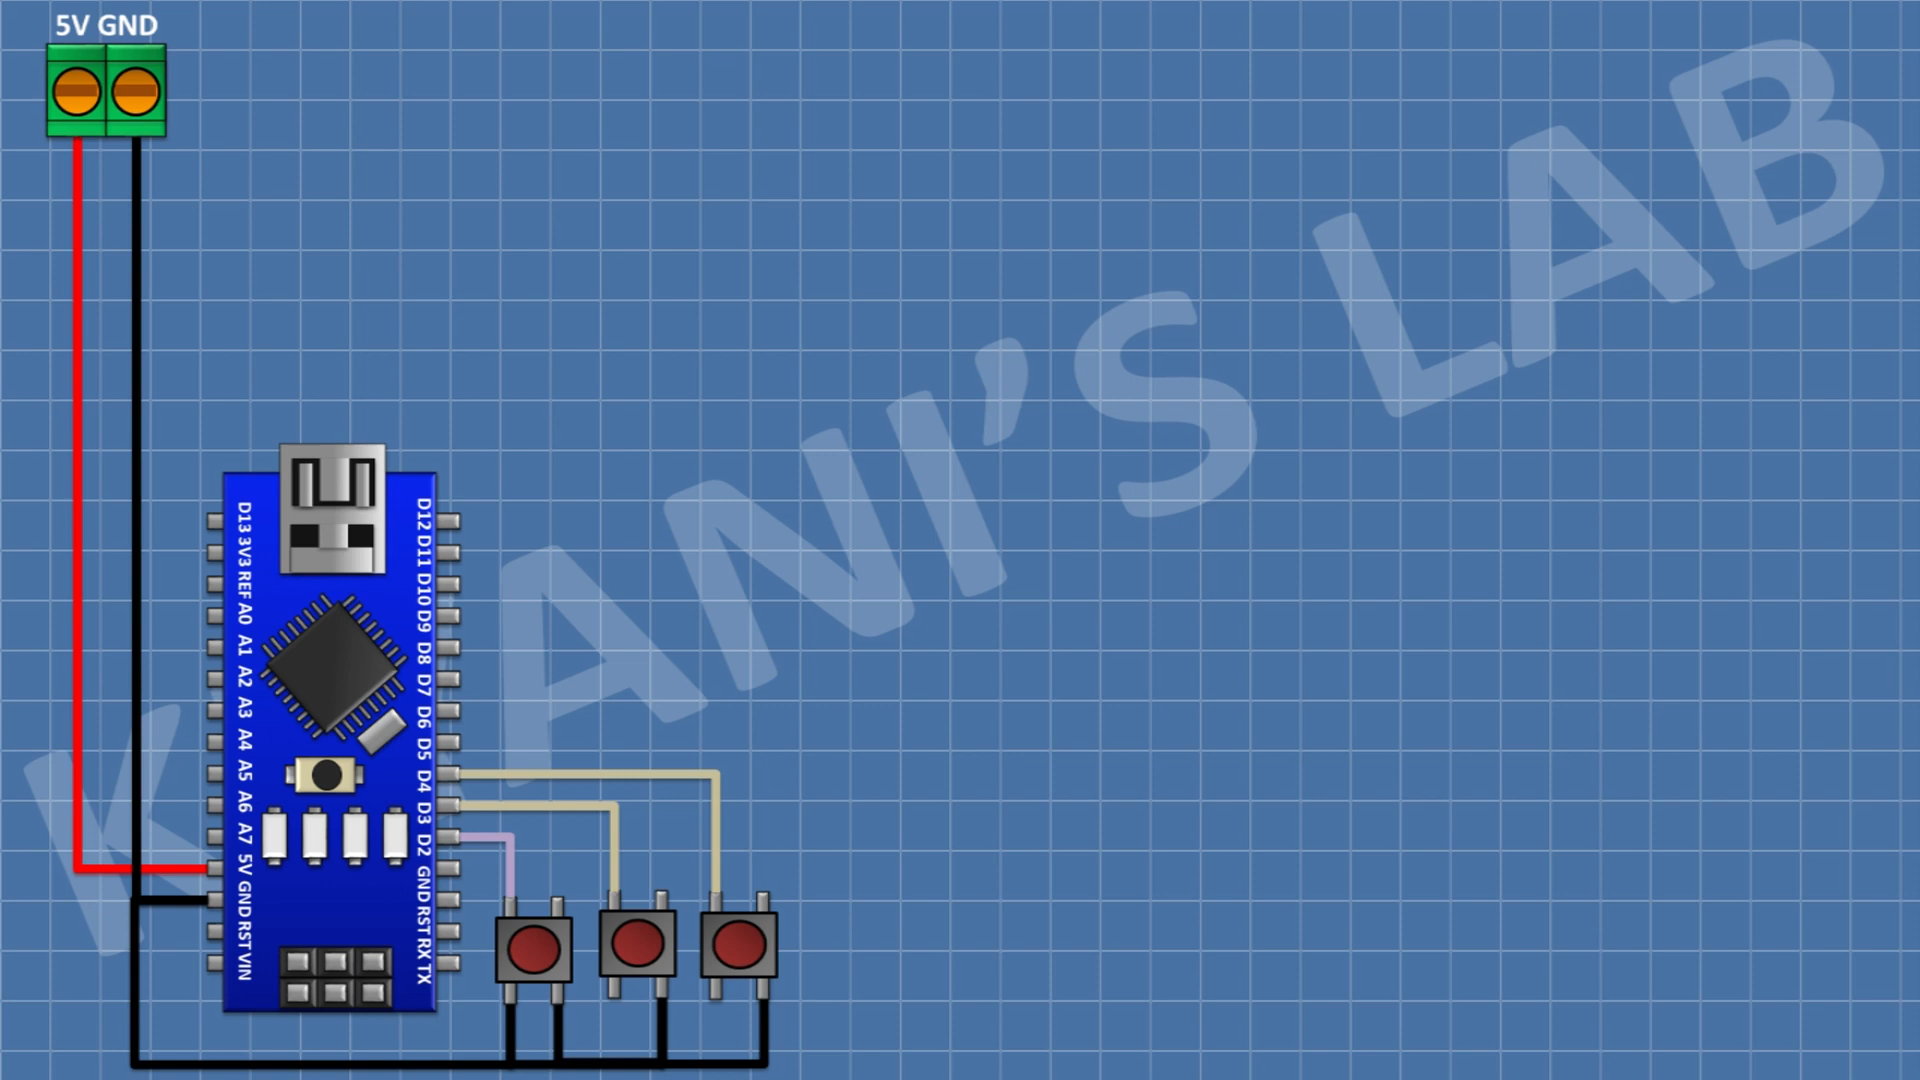 5V GND
KHANI'S LAB
D13 3V3 REF A0 A1 A2 A3 A4 A5 A6 A7 5V GND RST VIN
D12 D11 D10 D9 D8 D7 D6 D5 D4 D3 D2 GND RST RX TX